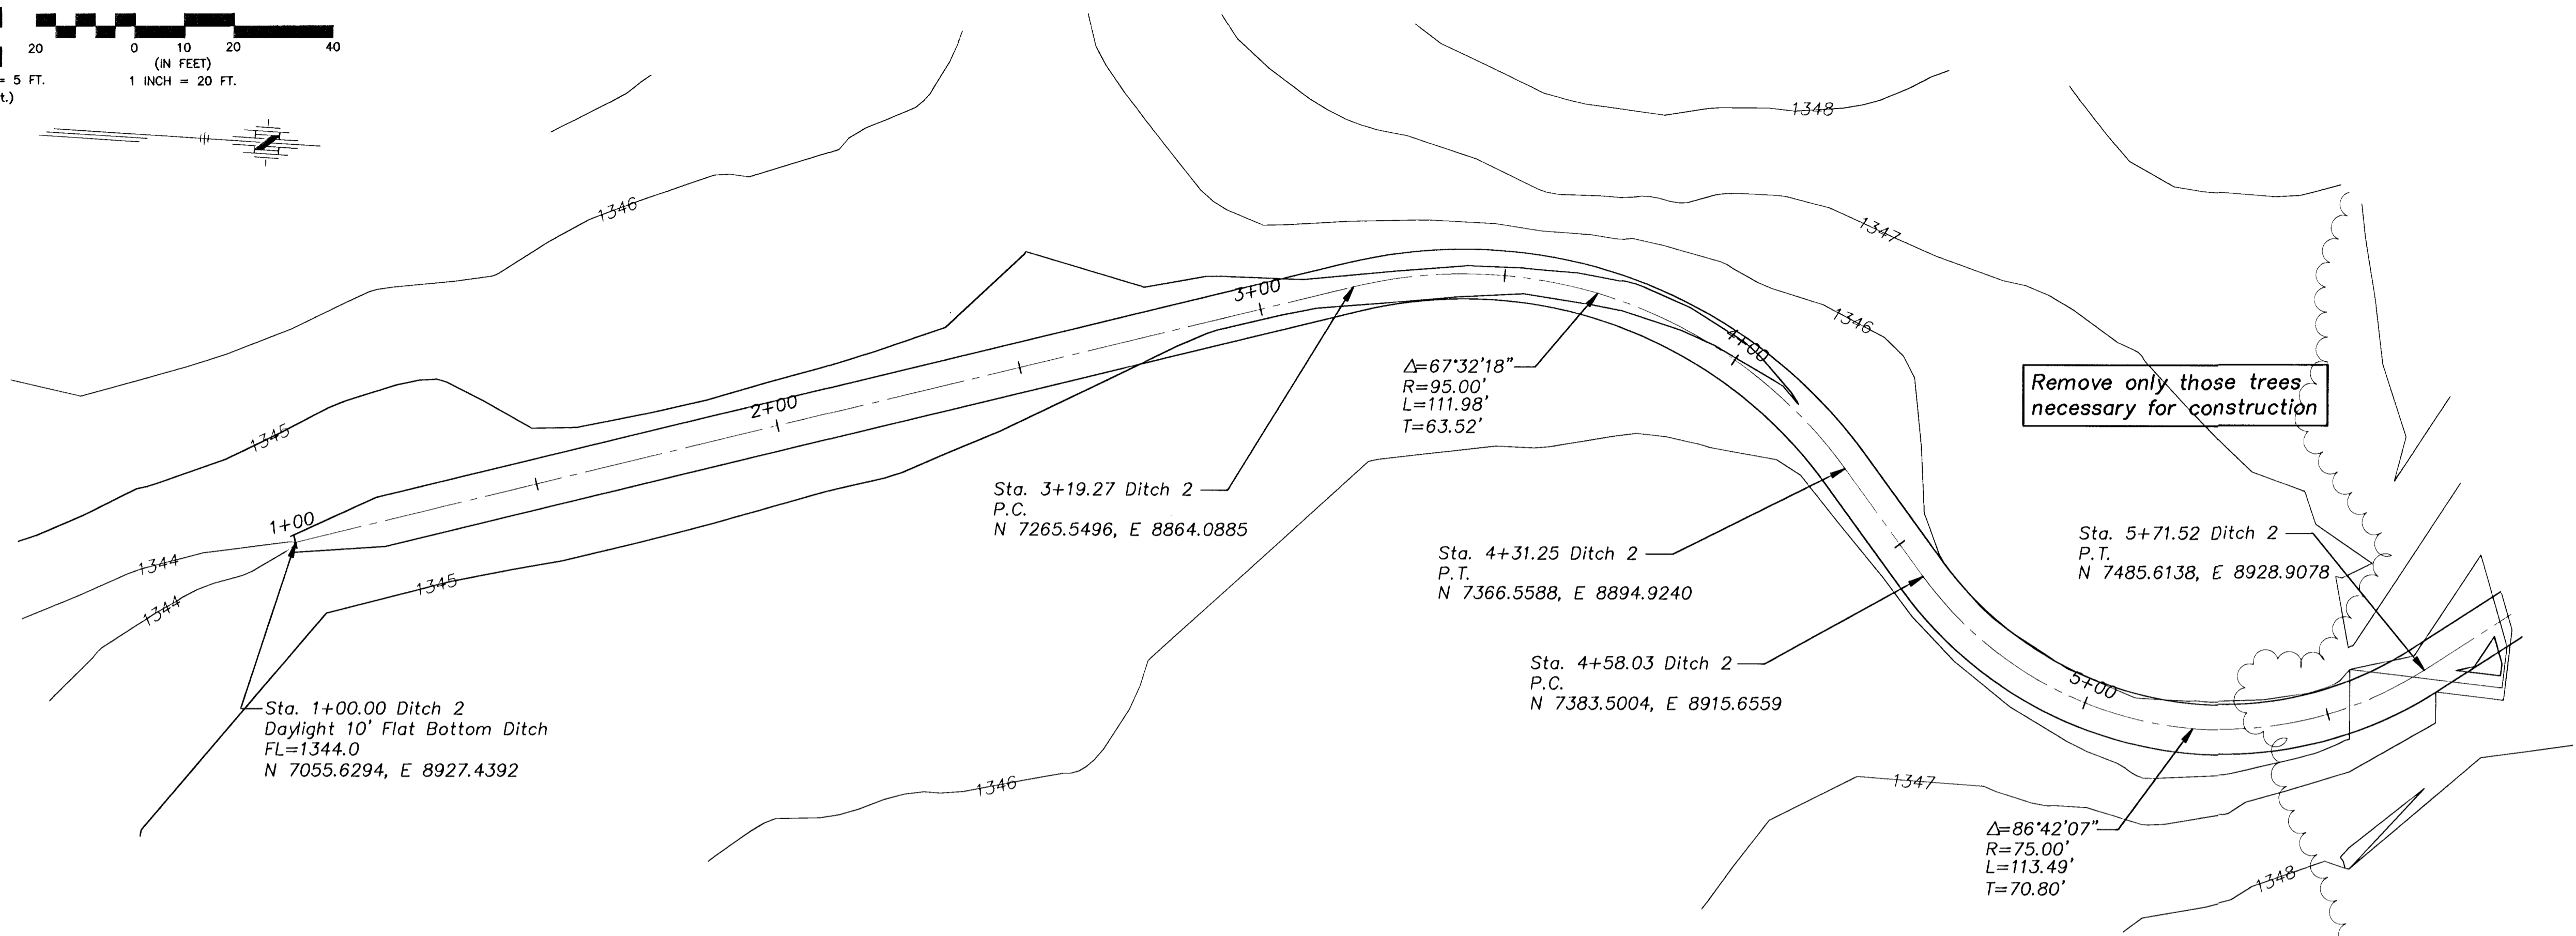 20 0 10 20 40
(IN FEET)
= 5 FT. 1 INCH = 20 FT.
t.)
1348
1346
1347
3+00
1346
4+00
Δ=67°32'18"
R=95.00'
L=111.98'
T=63.52'
Remove only those trees
necessary for construction
2+00
1345
Sta. 3+19.27 Ditch 2
P.C.
N 7265.5496, E 8864.0885
1+00
Sta. 4+31.25 Ditch 2
P.T.
N 7366.5588, E 8894.9240
Sta. 5+71.52 Ditch 2
P.T.
N 7485.6138, E 8928.9078
1344
1345
1344
Sta. 4+58.03 Ditch 2
P.C.
N 7383.5004, E 8915.6559
5+00
Sta. 1+00.00 Ditch 2
Daylight 10' Flat Bottom Ditch
FL=1344.0
N 7055.6294, E 8927.4392
1346
1347
Δ=86°42'07"
R=75.00'
L=113.49'
T=70.80'
1348